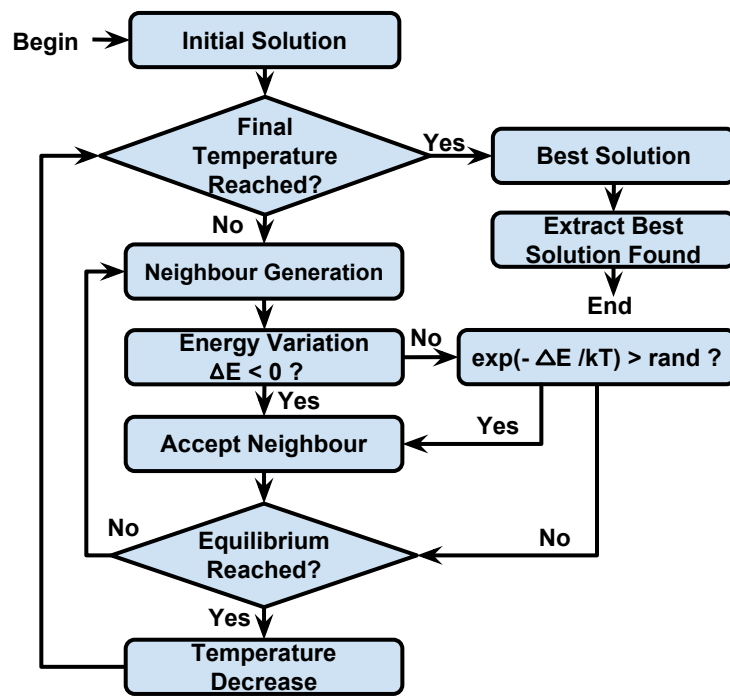 Begin
Initial Solution
Final
Temperature
Reached?
Yes
Best Solution
No
Extract Best
Solution Found
End
Neighbour Generation
Energy Variation
ΔE < 0 ?
No
exp(- ΔE /kT) > rand ?
Yes
Yes
Accept Neighbour
No
Equilibrium
Reached?
No
Yes
Temperature
Decrease